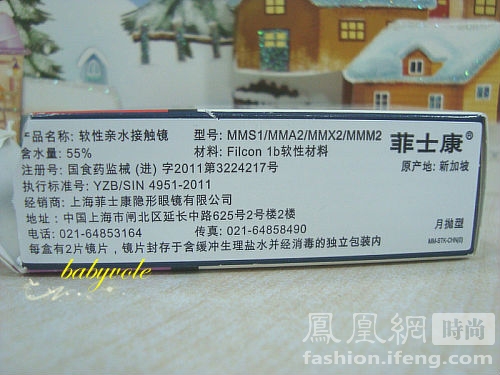 产品名称: 软性亲水接触镜
型号: MMS1/MMA2/MMX2/MMM2
菲士康®
含水量: 55%
材料: Filcon 1b软性材料
原产地: 新加坡
注册号: 国食药监械 (进) 字2011第3224217号
执行标准号: YZB/SIN 4951-2011
经销商: 上海菲士康隐形眼镜有限公司
地址: 中国上海市闸北区延长中路625号2号楼2楼
月抛型
电话: 021-64853164
传真: 021-64858490
MM-STK-CHN(0)
每盒有2片镜片，镜片封存于含缓冲生理盐水并经消毒的独立包装内
babyvole
鳳凰網 時尚
fashion.ifeng.com